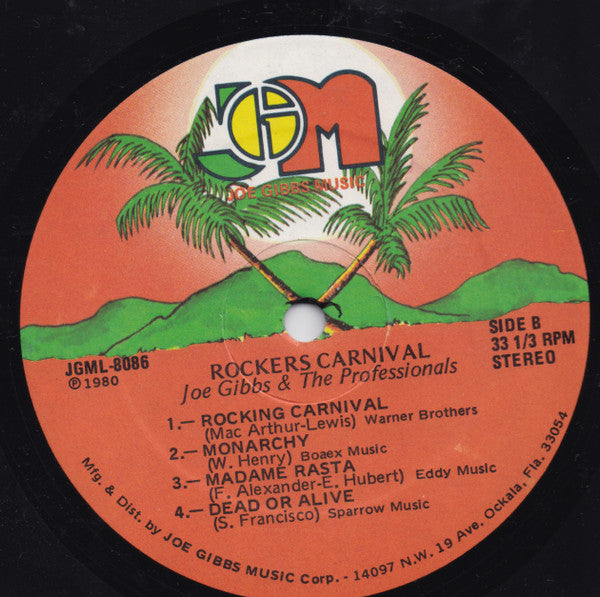 JGM
JOE GIBBS MUSIC
JGML-8086
℗ 1980
SIDE B
33 1/3 RPM
STEREO
ROCKERS CARNIVAL
Joe Gibbs & The Professionals
1.— ROCKING CARNIVAL
(Mac Arthur-Lewis) Warner Brothers
2.— MONARCHY
(W. Henry) Boaex Music
3.— MADAME RASTA
(F. Alexander-E. Hubert) Eddy Music
4.— DEAD OR ALIVE
(S. Francisco) Sparrow Music
Mfg. & Dist. by JOE GIBBS MUSIC Corp. - 14097 N.W. 19 Ave. Ockala, Fla. 33054